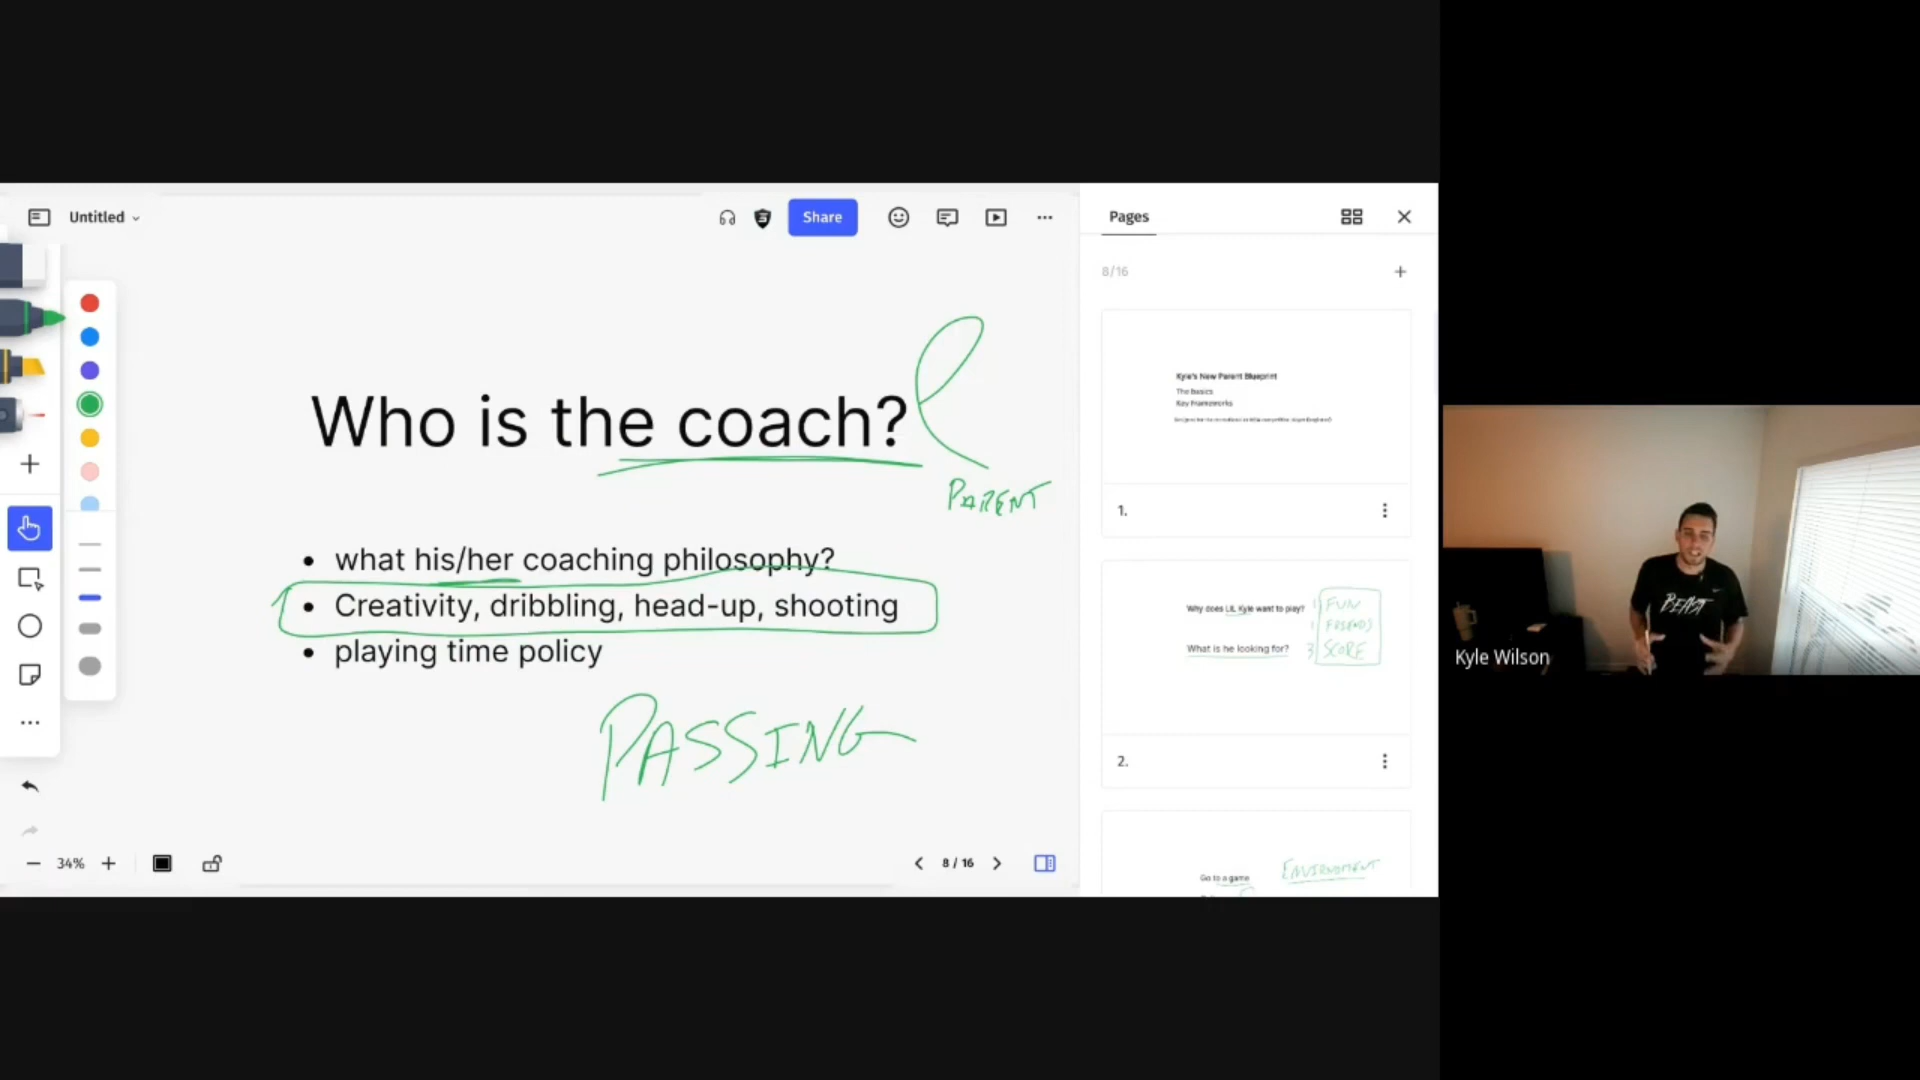 Untitled
Share
Pages
8/16
Who is the coach?
PARENT
• what his/her coaching philosophy?
• Creativity, dribbling, head-up, shooting
• playing time policy
PASSING
34%
8 / 16
Kyle's New Parent Blueprint
The basics
Key Frameworks
1.
Why does LIL Kyle want to play?
What is he looking for?
FUN
FRIENDS
3 SCORE
2.
Go to a game
ENVIRONMENT
BEAST
Kyle Wilson